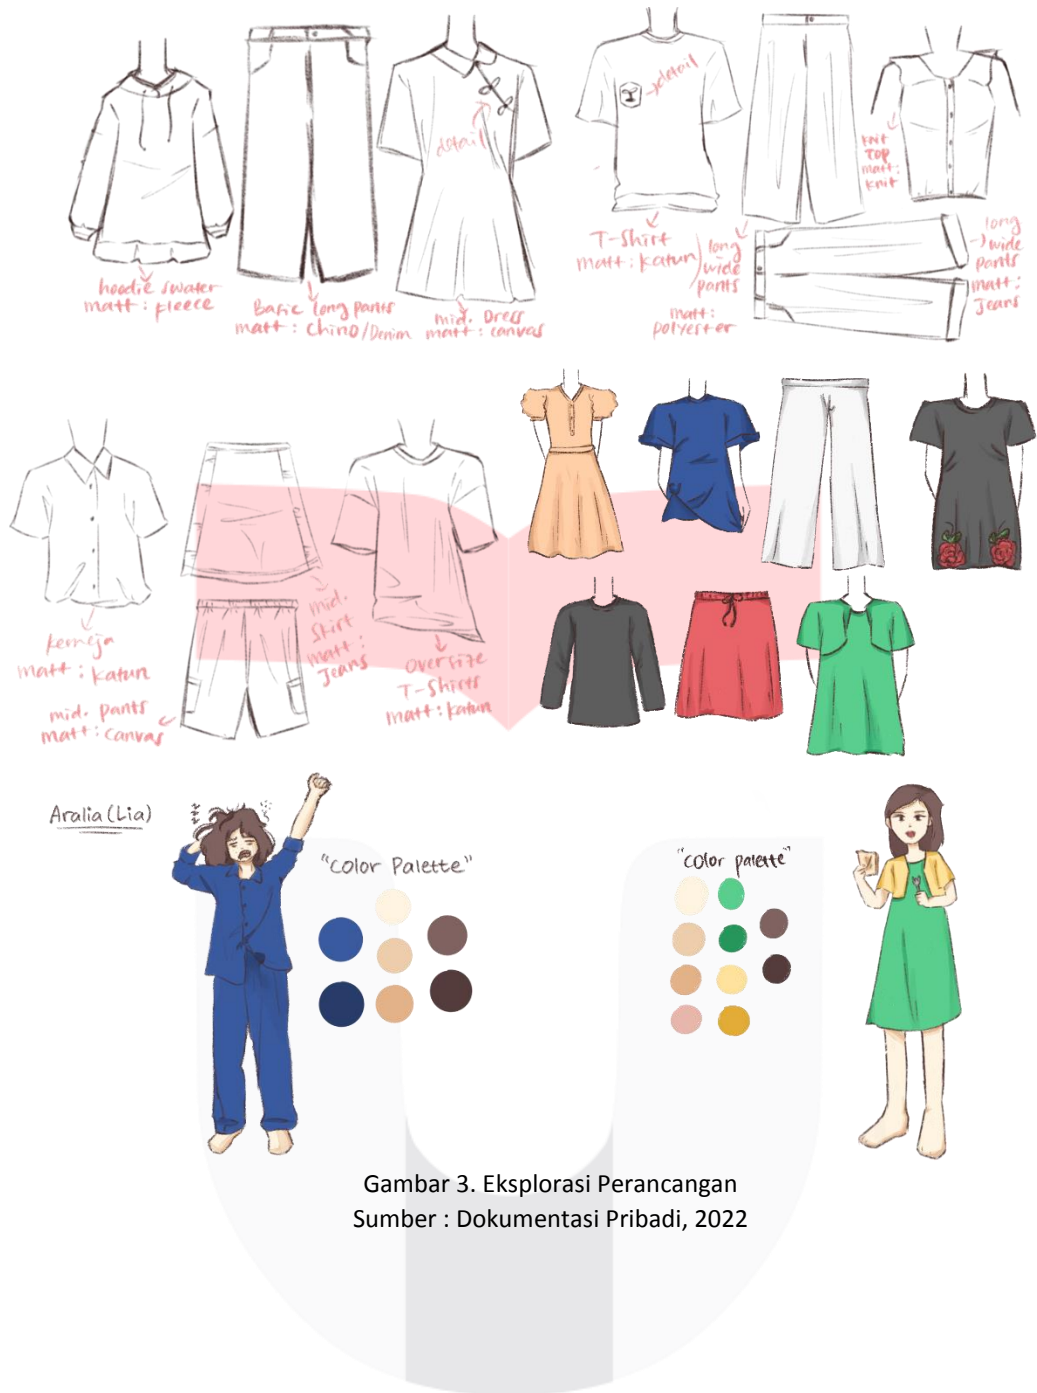 hoodie swater
matt : fleece
Basic long pants
matt : chino/Denim
detail
mid. Dress
matt : canvas
detail
T-Shirt
matt : katun
long
wide
pants
matt :
polyester
knit
TOP
matt :
knit
long
wide
pants
matt :
Jeans
kemeja
matt : katun
mid. pants
matt : canvas
mid.
skirt
matt :
Jeans
oversize
T-Shirts
matt : katun
Aralia (Lia)
"Color Palette"
"color palette"
Gambar 3. Eksplorasi Perancangan
Sumber : Dokumentasi Pribadi, 2022